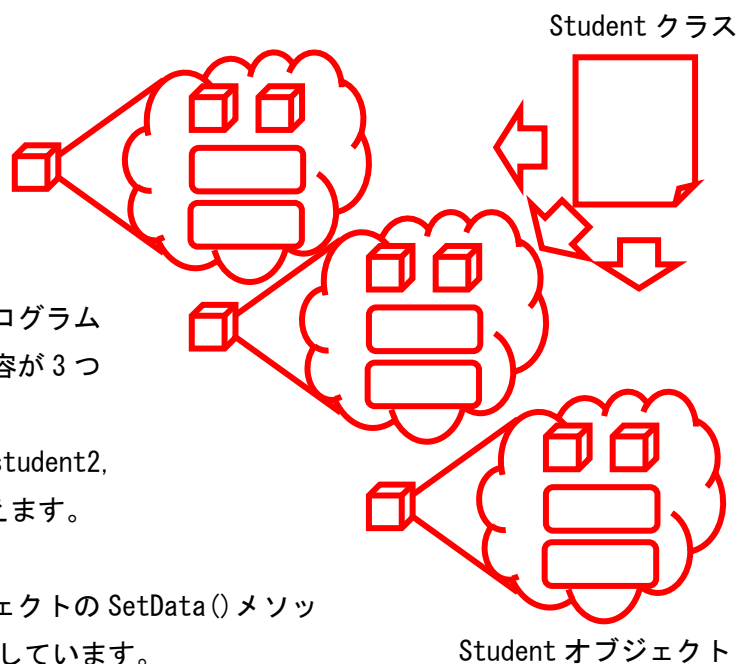 Student クラス
ログラム
容が 3 つ
student2,
えます。
ェクトの SetData()メソッ
しています。
Student オブジェクト